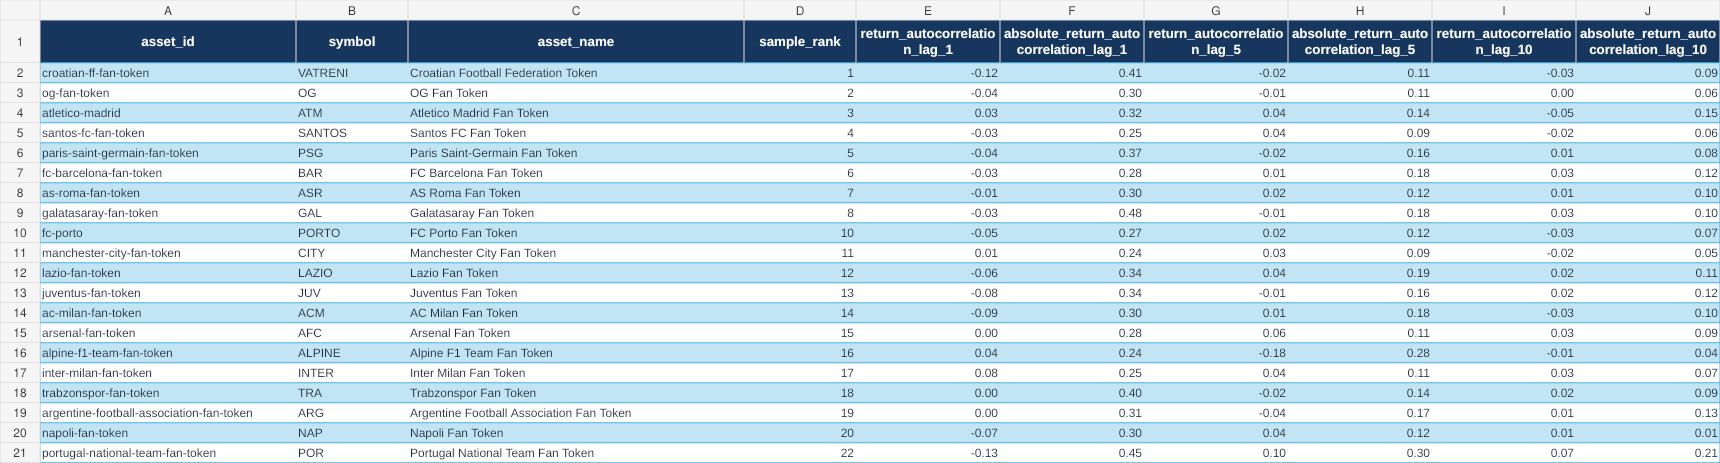 A B C D E F G H I J
1 asset_id symbol asset_name sample_rank return_autocorrelatio n_lag_1 absolute_return_auto correlation_lag_1 return_autocorrelatio n_lag_5 absolute_return_auto correlation_lag_5 return_autocorrelatio n_lag_10 absolute_return_auto correlation_lag_10
2 croatian-ff-fan-token VATRENI Croatian Football Federation Token 1 -0.12 0.41 -0.02 0.11 -0.03 0.09
3 og-fan-token OG OG Fan Token 2 -0.04 0.30 -0.01 0.11 0.00 0.06
4 atletico-madrid ATM Atletico Madrid Fan Token 3 0.03 0.32 0.04 0.14 -0.05 0.15
5 santos-fc-fan-token SANTOS Santos FC Fan Token 4 -0.03 0.25 0.04 0.09 -0.02 0.06
6 paris-saint-germain-fan-token PSG Paris Saint-Germain Fan Token 5 -0.04 0.37 -0.02 0.16 0.01 0.08
7 fc-barcelona-fan-token BAR FC Barcelona Fan Token 6 -0.03 0.28 0.01 0.18 0.03 0.12
8 as-roma-fan-token ASR AS Roma Fan Token 7 -0.01 0.30 0.02 0.12 0.01 0.10
9 galatasaray-fan-token GAL Galatasaray Fan Token 8 -0.03 0.48 -0.01 0.18 0.03 0.10
10 fc-porto PORTO FC Porto Fan Token 10 -0.05 0.27 0.02 0.12 -0.03 0.07
11 manchester-city-fan-token CITY Manchester City Fan Token 11 0.01 0.24 0.03 0.09 -0.02 0.05
12 lazio-fan-token LAZIO Lazio Fan Token 12 -0.06 0.34 0.04 0.19 0.02 0.11
13 juventus-fan-token JUV Juventus Fan Token 13 -0.08 0.34 -0.01 0.16 0.02 0.12
14 ac-milan-fan-token ACM AC Milan Fan Token 14 -0.09 0.30 0.01 0.18 -0.03 0.10
15 arsenal-fan-token AFC Arsenal Fan Token 15 0.00 0.28 0.06 0.11 0.03 0.09
16 alpine-f1-team-fan-token ALPINE Alpine F1 Team Fan Token 16 0.04 0.24 -0.18 0.28 -0.01 0.04
17 inter-milan-fan-token INTER Inter Milan Fan Token 17 0.08 0.25 0.04 0.11 0.03 0.07
18 trabzonspor-fan-token TRA Trabzonspor Fan Token 18 0.00 0.40 -0.02 0.14 0.02 0.09
19 argentine-football-association-fan-token ARG Argentine Football Association Fan Token 19 0.00 0.31 -0.04 0.17 0.01 0.13
20 napoli-fan-token NAP Napoli Fan Token 20 -0.07 0.30 0.04 0.12 0.01 0.01
21 portugal-national-team-fan-token POR Portugal National Team Fan Token 22 -0.13 0.45 0.10 0.30 0.07 0.21